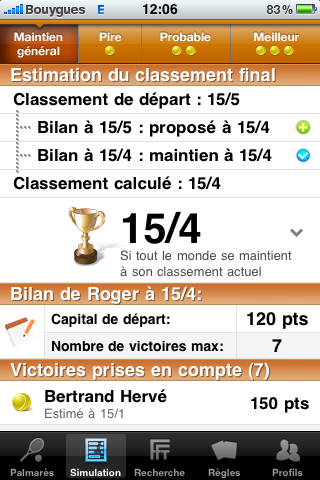 Bouygues E 12:06 83%
Maintien général Pire Probable Meilleur
Estimation du classement final
Classement de départ : 15/5
Bilan à 15/5 : proposé à 15/4
Bilan à 15/4 : maintien à 15/4
Classement calculé : 15/4
15/4
Si tout le monde se maintient
à son classement actuel
Bilan de Roger à 15/4:
Capital de départ: 120 pts
Nombre de victoires max: 7
Victoires prises en compte (7)
Bertrand Hervé 150 pts
Estimé à 15/1
Palmarès Simulation Recherche Règles Profils